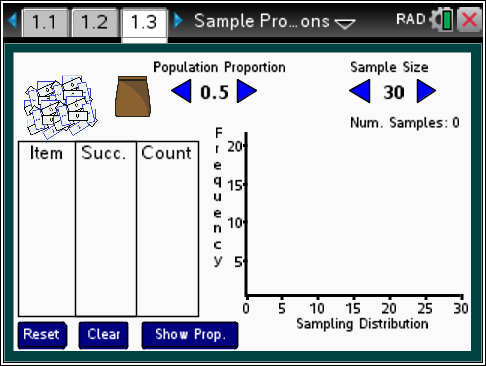 1.1 1.2 1.3 Sample Pro...ons RAD
Population Proportion Sample Size
0.5 30
Num. Samples: 0
Item Succ. Count
Frequency
20
15
10
5
0 5 10 15 20 25 30
Sampling Distribution
Reset Clear Show Prop.